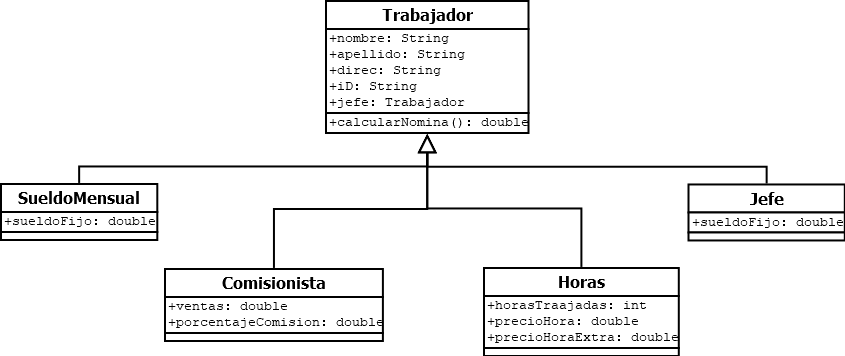 Trabajador
+nombre: String
+apellido: String
+direc: String
+iD: String
+jefe: Trabajador
+calcularNomina(): double
SueldoMensual
+sueldoFijo: double
Jefe
+sueldoFijo: double
Comisionista
+ventas: double
+porcentajeComision: double
Horas
+horasTraajadas: int
+precioHora: double
+precioHoraExtra: double